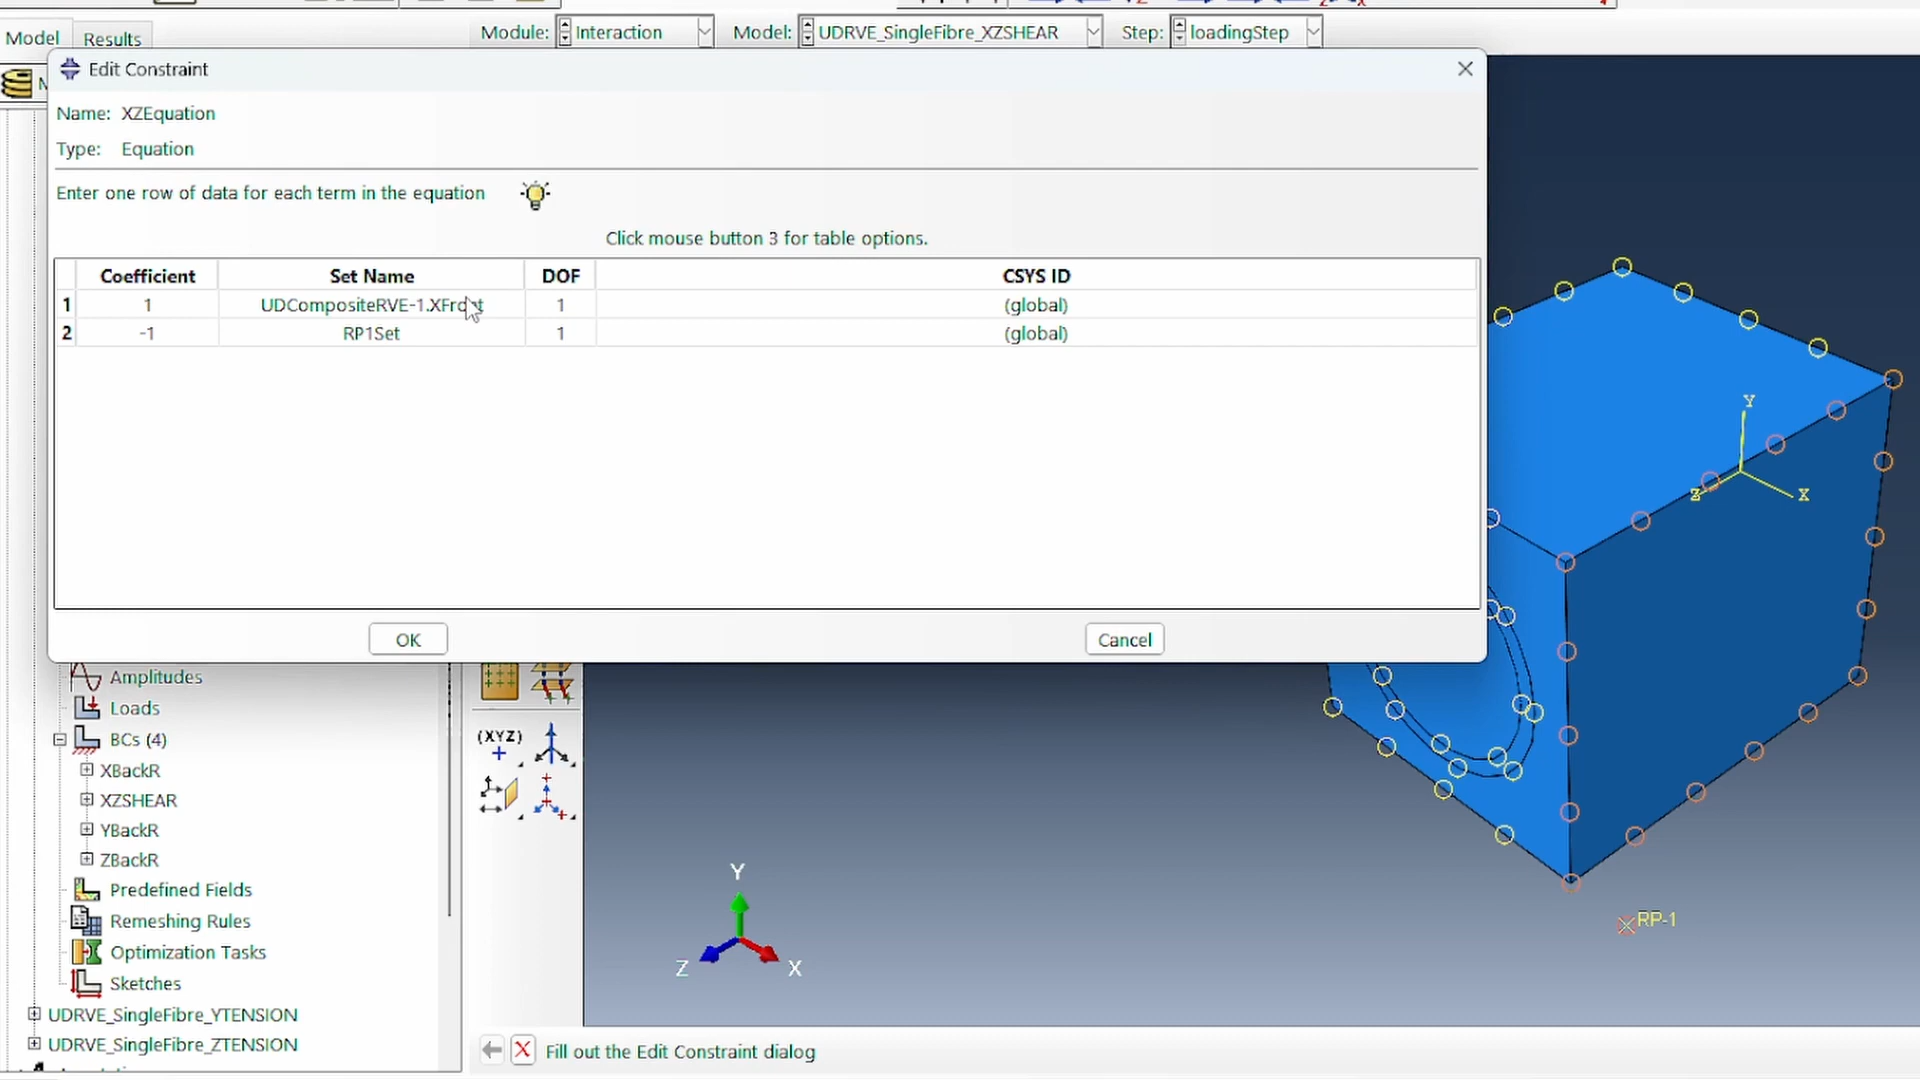 Model Results Module: Interaction Model: UDRVE_SingleFibre_XZSHEAR Step: loadingStep
Edit Constraint
Name: XZEquation
Type: Equation
Enter one row of data for each term in the equation
Click mouse button 3 for table options.
Coefficient Set Name DOF CSYS ID
1 1 UDCompositeRVE-1.XFront 1 (global)
2 -1 RP1Set 1 (global)
OK Cancel
Amplitudes
Loads
BCs (4)
XBackR
XZSHEAR
YBackR
ZBackR
Predefined Fields
Remeshing Rules
Optimization Tasks
Sketches
UDRVE_SingleFibre_YTENSION
UDRVE_SingleFibre_ZTENSION
(XYZ)
Y
Z X
Y
Z X
RP-1
Fill out the Edit Constraint dialog